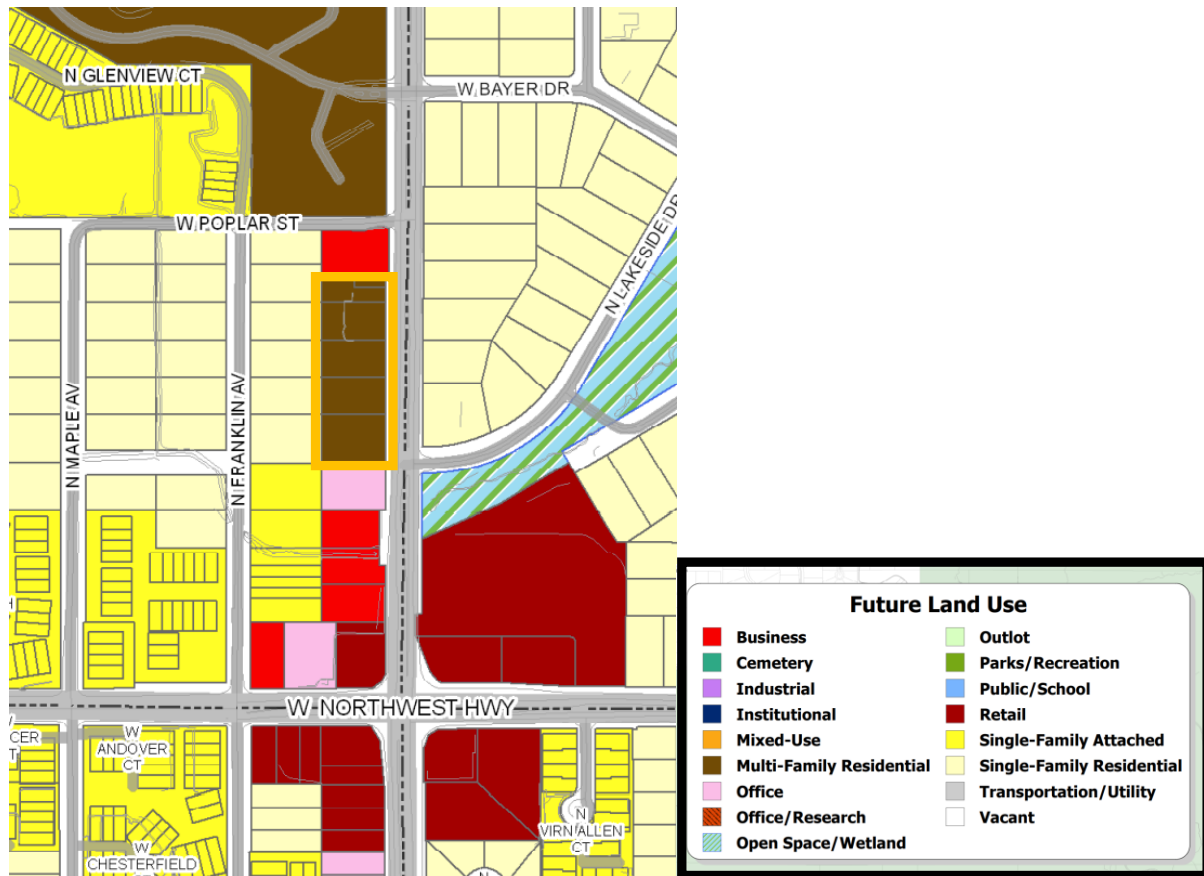 N GLENVIEW CT
W BAYER DR
W POPLAR ST
N LAKESIDE DR
N MAPLE AV
N FRANKLIN AV
W NORTHWEST HWY
W
ANDOVER
CT
N
VIRN ALLEN
CT
W
CHESTERFIELD
Future Land Use
Business
Cemetery
Industrial
Institutional
Mixed-Use
Multi-Family Residential
Office
Office/Research
Open Space/Wetland
Outlot
Parks/Recreation
Public/School
Retail
Single-Family Attached
Single-Family Residential
Transportation/Utility
Vacant